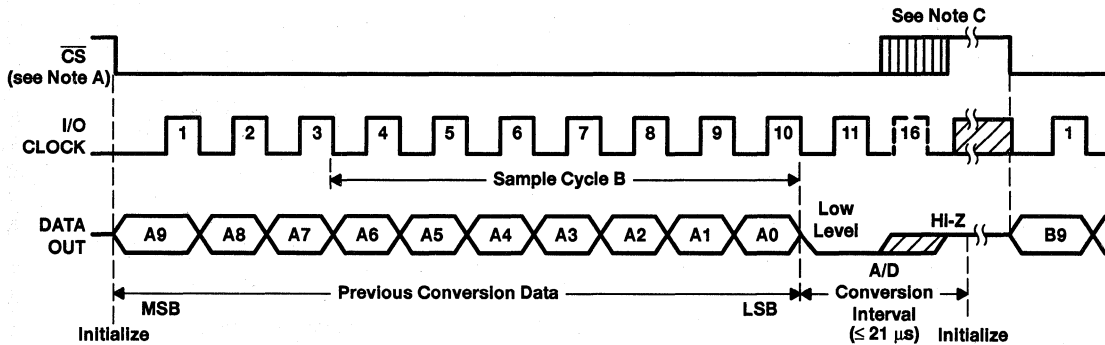 See Note C
CS
(see Note A)
I/O
CLOCK
1 2 3 4 5 6 7 8 9 10 11 16 1
Sample Cycle B
DATA
OUT
A9 A8 A7 A6 A5 A4 A3 A2 A1 A0 Low Level Hi-Z B9
Previous Conversion Data
MSB LSB
A/D
Conversion
Interval
(≤ 21 μs)
Initialize Initialize